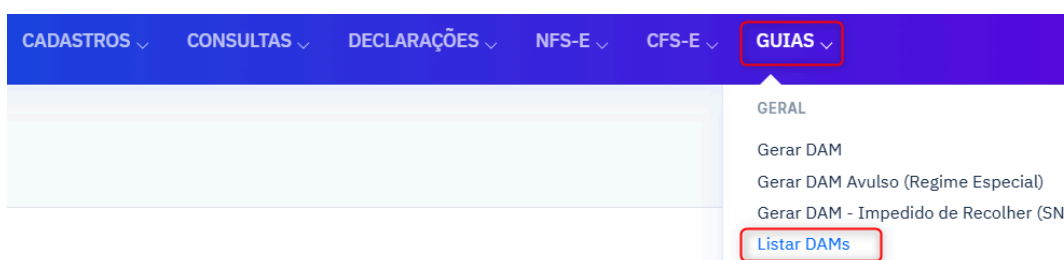 CADASTROS CONSULTAS DECLARAÇÕES NFS-E CFS-E GUIAS
GERAL
Gerar DAM
Gerar DAM Avulso (Regime Especial)
Gerar DAM - Impedido de Recolher (SN
Listar DAMs